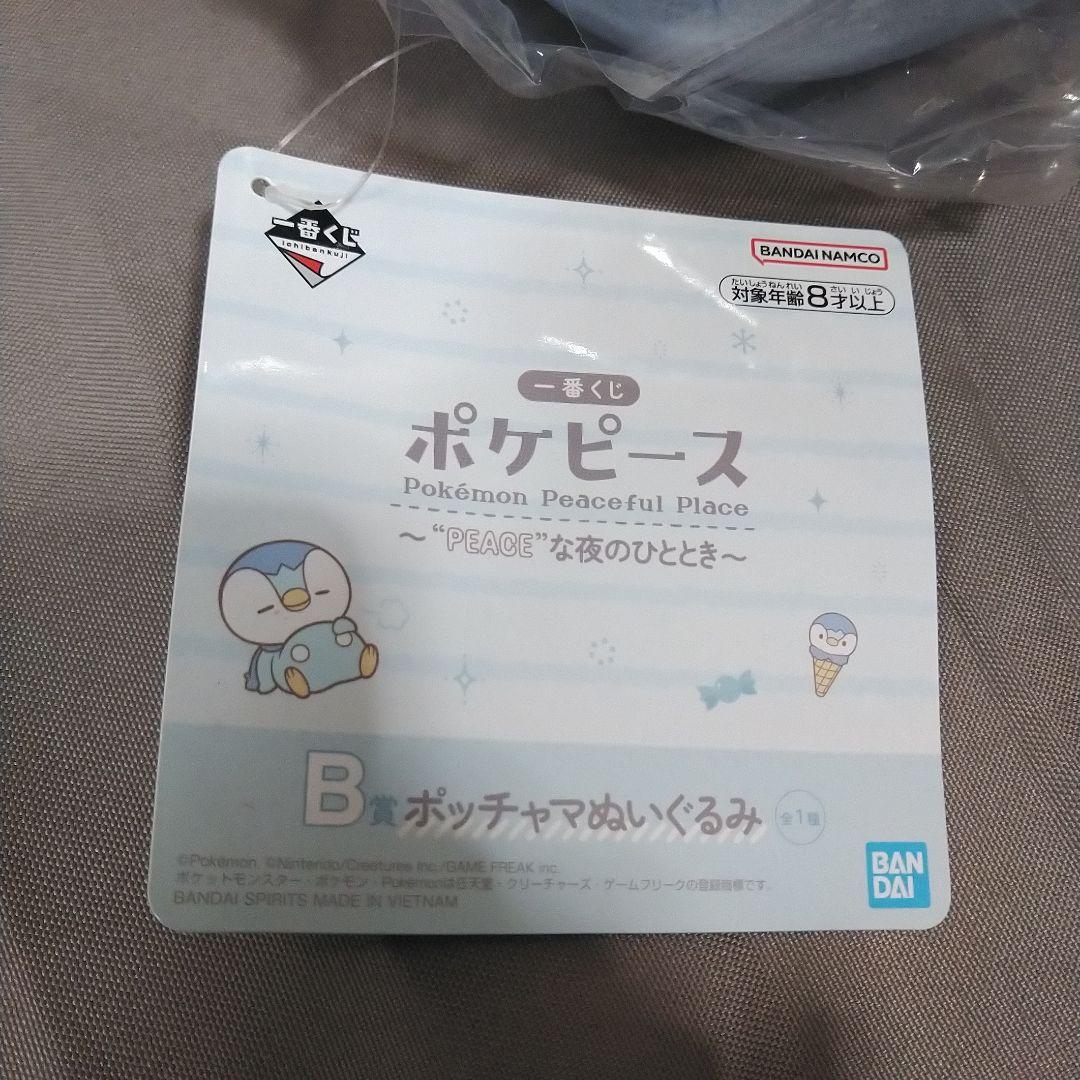 一番くじ
ichibankuji
BANDAI NAMCO
たいしょうねんれい さい いじょう
対象年齢8才以上
一番くじ
ポケピース
Pokémon Peaceful Place
～“PEACE”な夜のひととき～
B賞 ポッチャマぬいぐるみ 全1種
©Pokémon. ©Nintendo/Creatures Inc./GAME FREAK inc.
ポケットモンスター・ポケモン・Pokémonは任天堂・クリーチャーズ・ゲームフリークの登録商標です。
BANDAI SPIRITS MADE IN VIETNAM
BAN
DAI